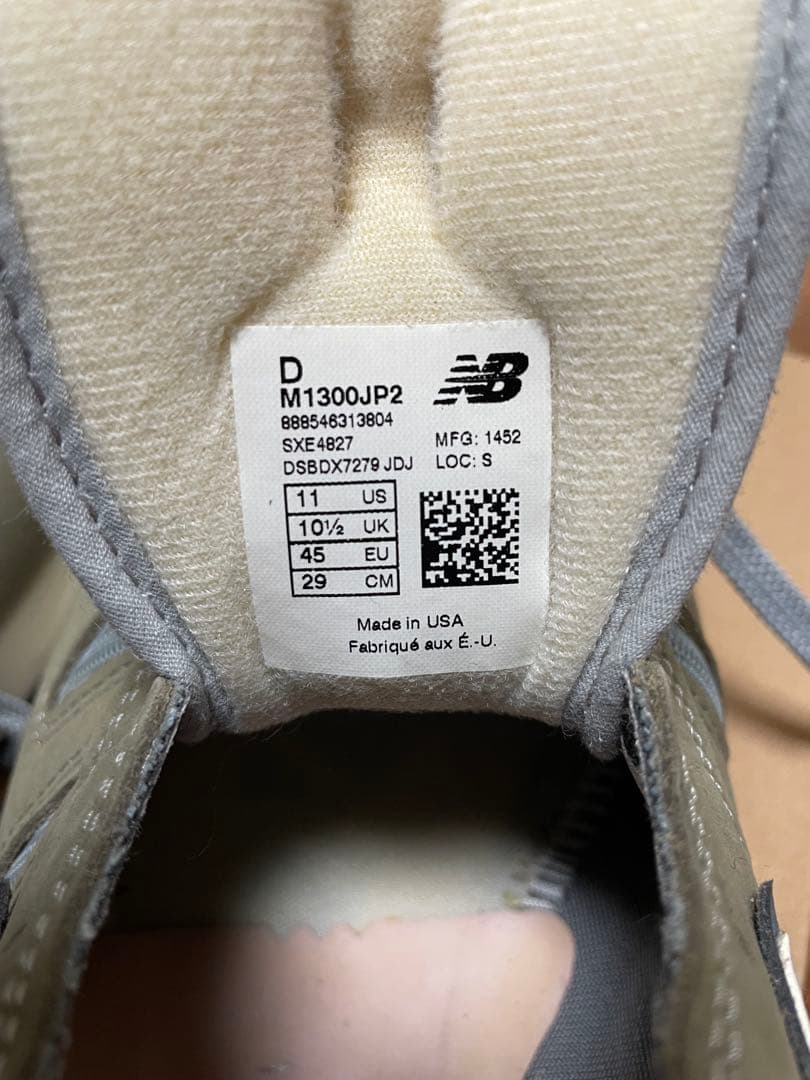 D
M1300JP2
NB
888546313804
SXE4827
MFG: 1452
DSBDX7279 JDJ
LOC: S
11 US
10½ UK
45 EU
29 CM
Made in USA
Fabriqué aux É.-U.